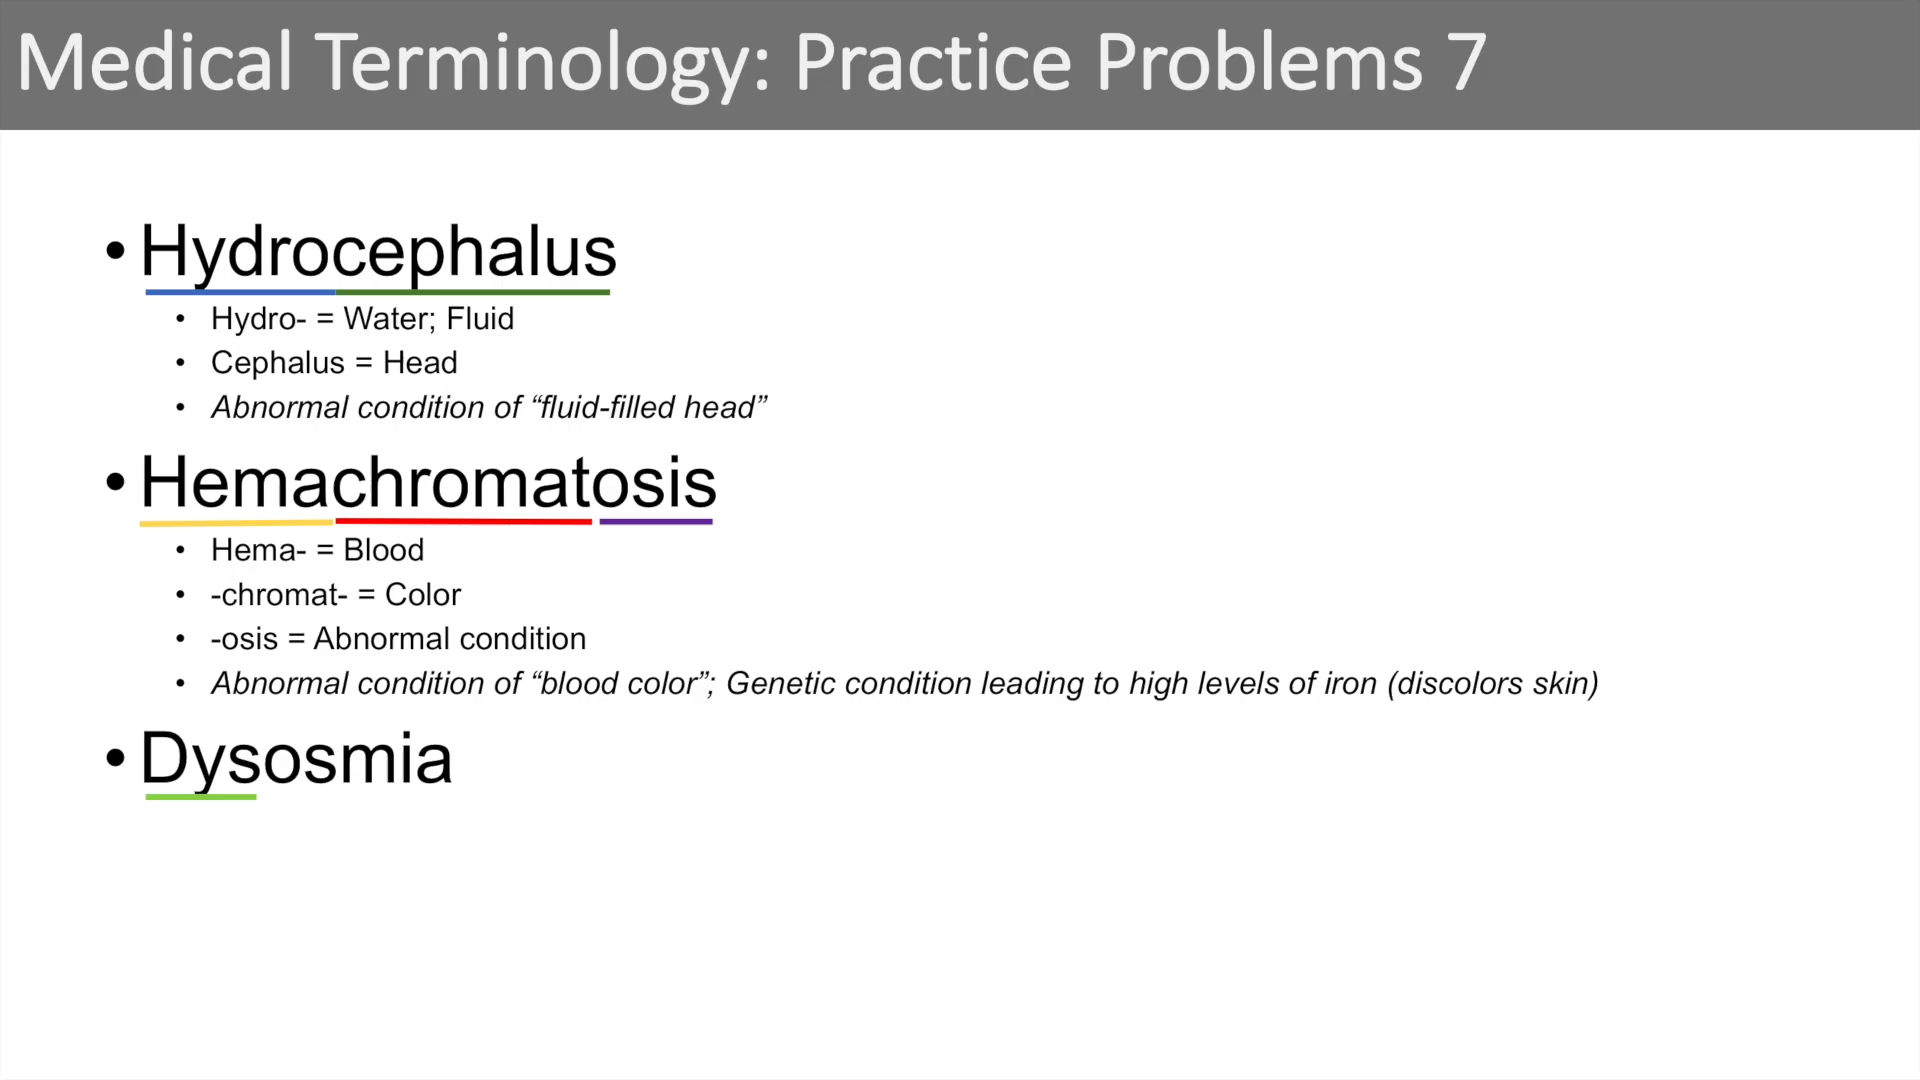 Medical Terminology: Practice Problems 7
• Hydrocephalus
• Hydro- = Water; Fluid
• Cephalus = Head
• Abnormal condition of “fluid-filled head”
• Hemachromatosis
• Hema- = Blood
• -chromat- = Color
• -osis = Abnormal condition
• Abnormal condition of “blood color”; Genetic condition leading to high levels of iron (discolors skin)
• Dysosmia